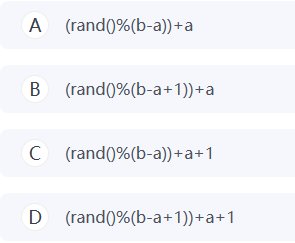 A (rand()%(b-a))+a
B (rand()%(b-a+1))+a
C (rand()%(b-a))+a+1
D (rand()%(b-a+1))+a+1